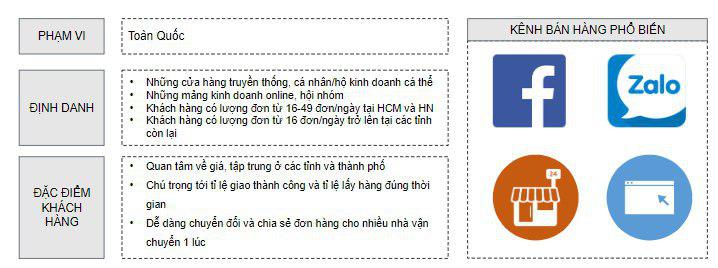 PHẠM VI
Toàn Quốc
ĐỊNH DANH
• Những cửa hàng truyền thống, cá nhân/hộ kinh doanh cá thể
• Những mảng kinh doanh online, hội nhóm
• Khách hàng có lượng đơn từ 16-49 đơn/ngày tại HCM và HN
• Khách hàng có lượng đơn từ 16 đơn/ngày trở lên tại các tỉnh
còn lại
ĐẶC ĐIỂM
KHÁCH
HÀNG
• Quan tâm về giá, tập trung ở các tỉnh và thành phố
• Chú trọng tới tỉ lệ giao thành công và tỉ lệ lấy hàng đúng thời
gian
• Dễ dàng chuyển đổi và chia sẻ đơn hàng cho nhiều nhà vận
chuyển 1 lúc
KÊNH BÁN HÀNG PHỔ BIẾN
f
Zalo
24